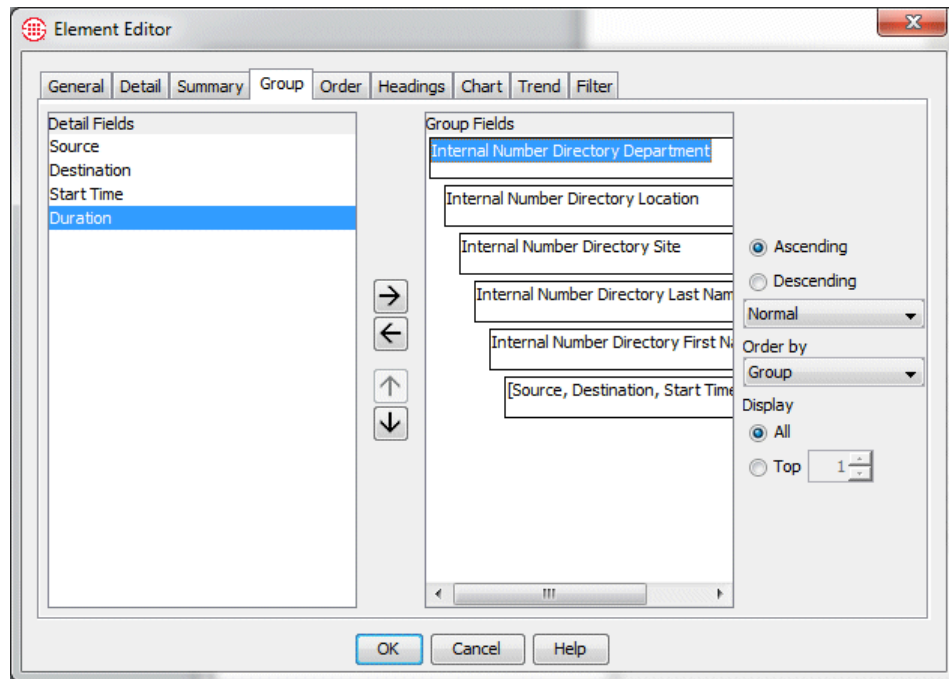 Element Editor
General Detail Summary Group Order Headings Chart Trend Filter
Detail Fields
Source
Destination
Start Time
Duration
Group Fields
Internal Number Directory Department
Internal Number Directory Location
Internal Number Directory Site
Internal Number Directory Last Nam
Internal Number Directory First Na
[Source, Destination, Start Time
Ascending
Descending
Normal
Order by
Group
Display
All
Top 1
OK Cancel Help